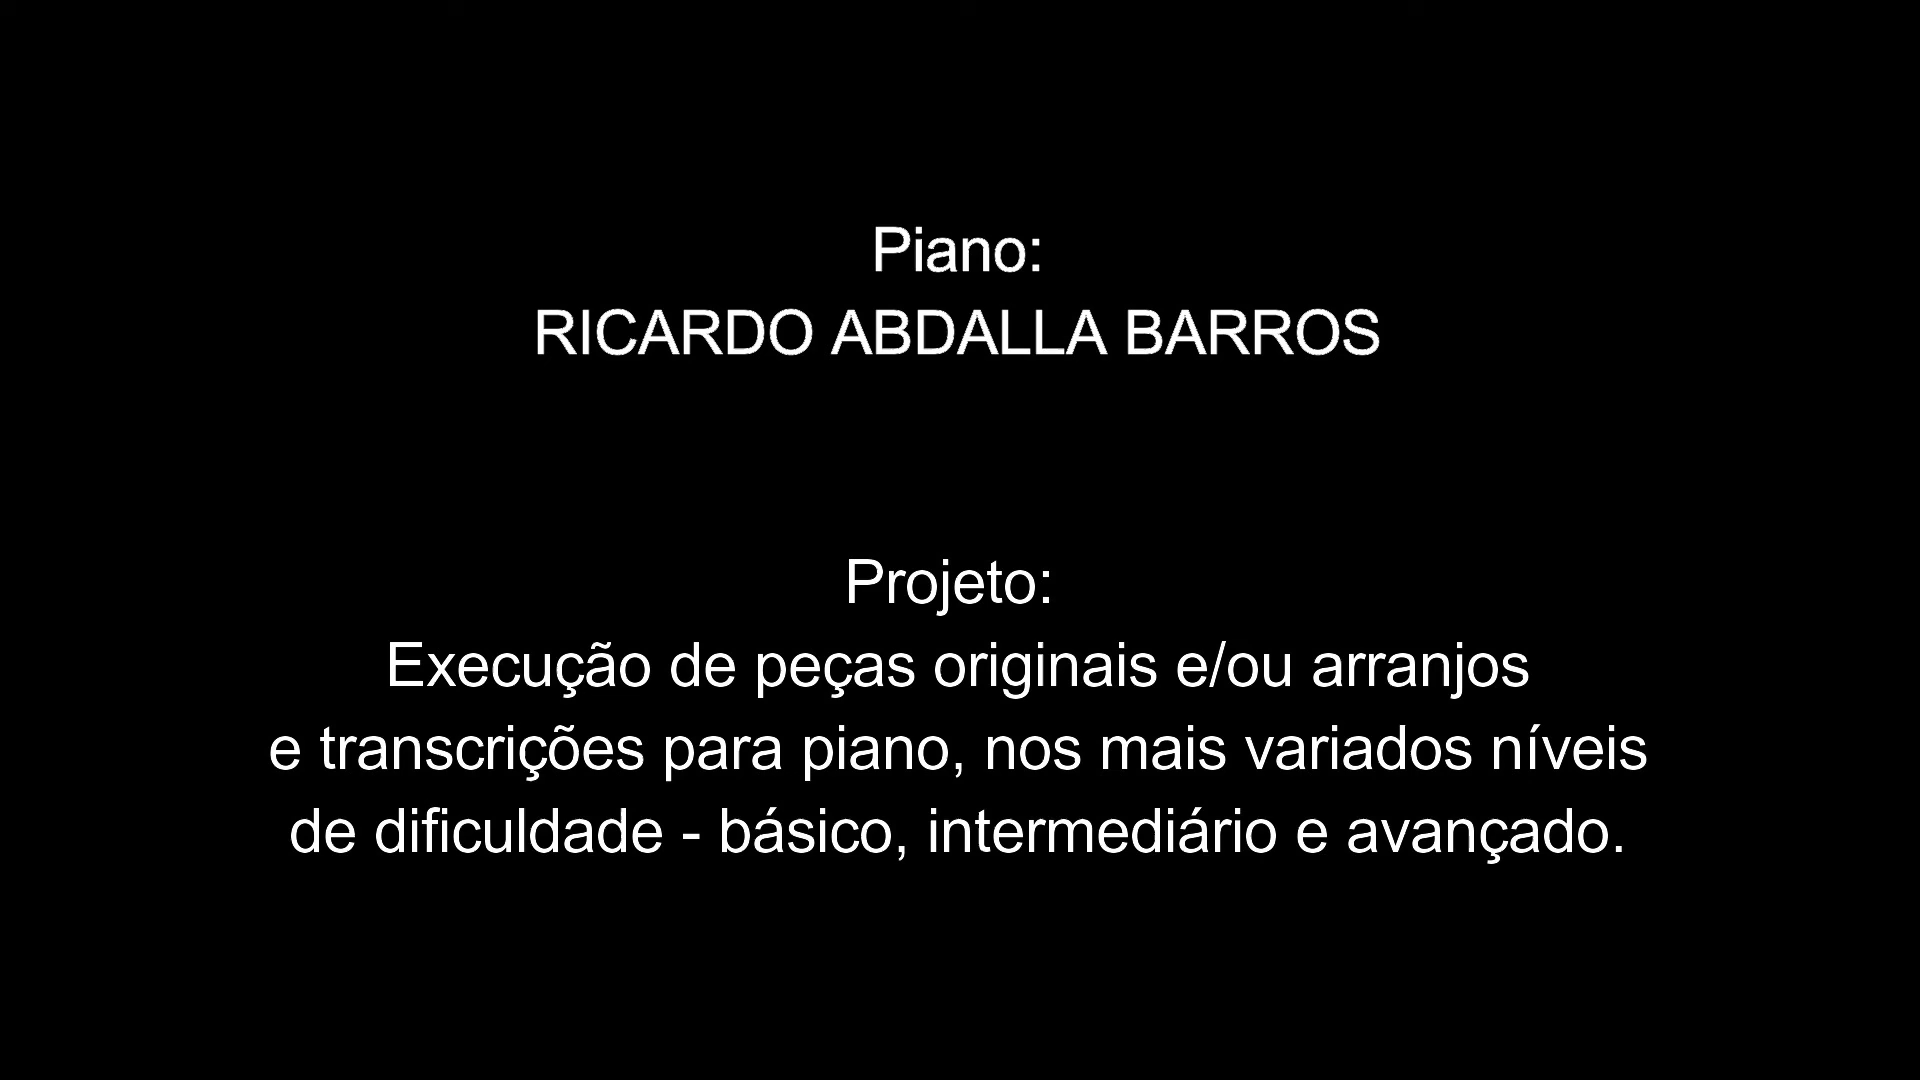 Piano:
RICARDO ABDALLA BARROS
Projeto:
Execução de peças originais e/ou arranjos
e transcrições para piano, nos mais variados níveis
de dificuldade - básico, intermediário e avançado.